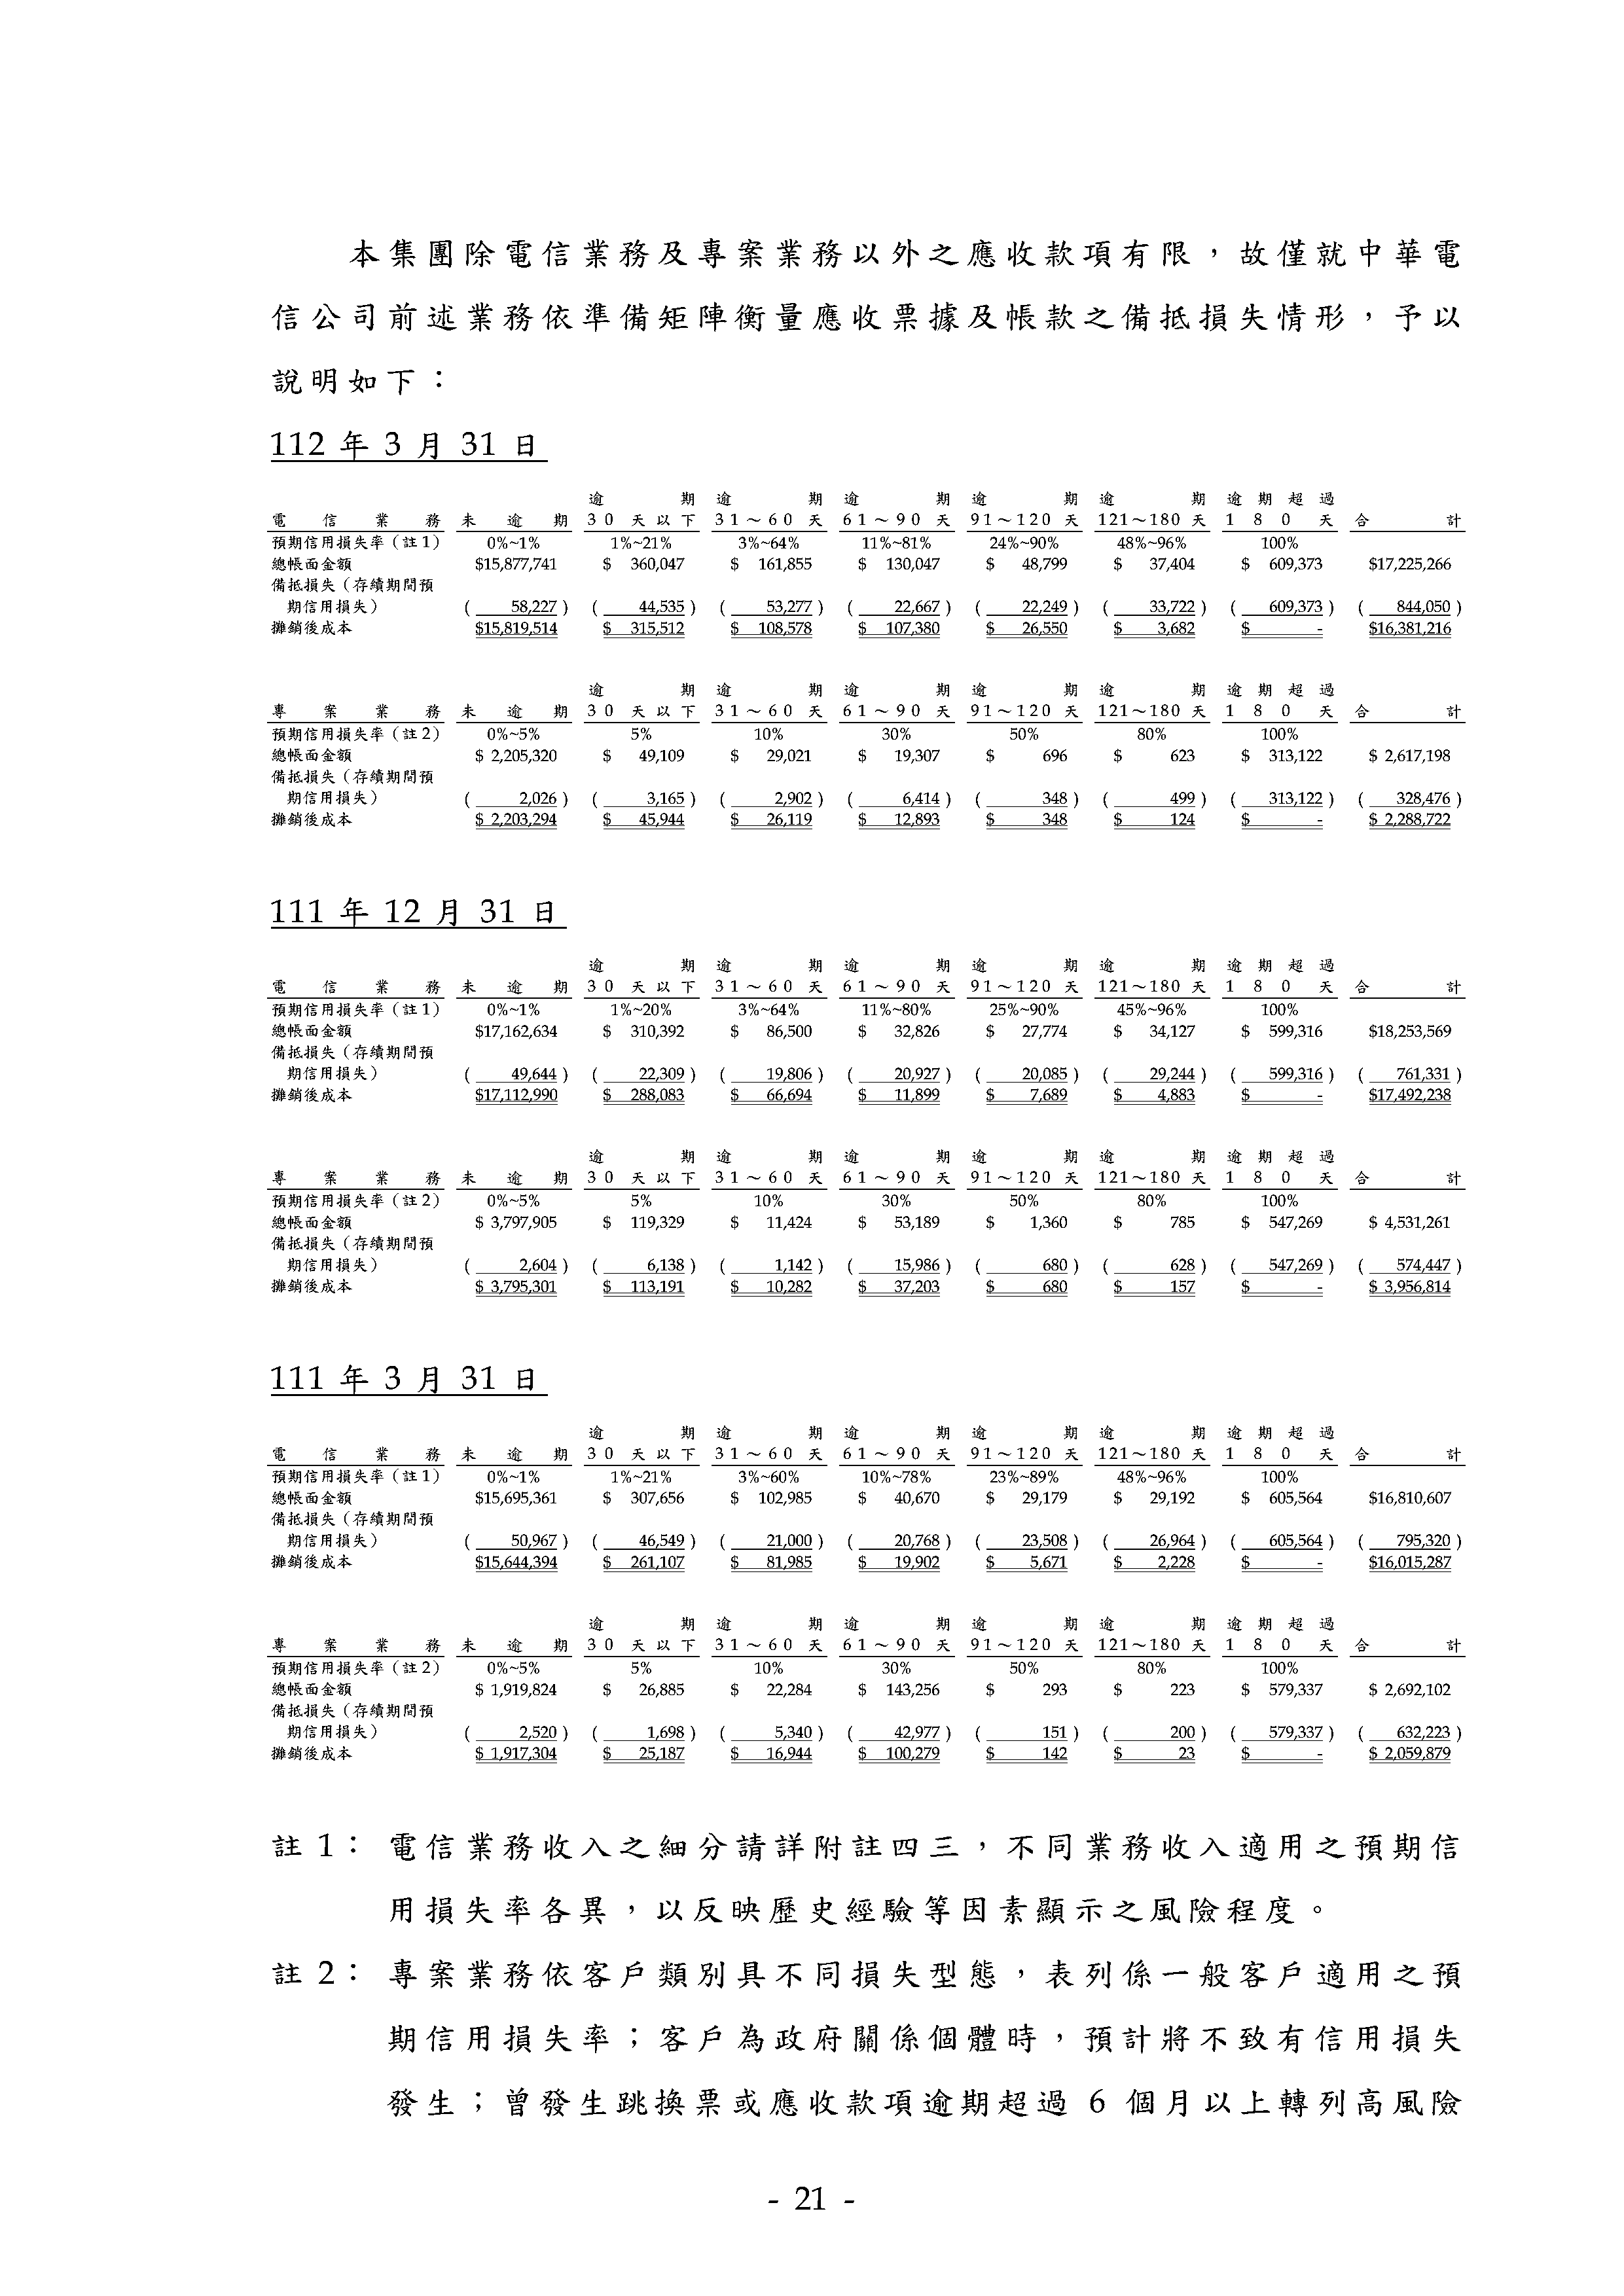 本集團除電信業務及專案業務以外之應收款項有限，故僅就中華電
信公司前述業務依準備矩陣衡量應收票據及帳款之備抵損失情形，予以
說明如下：
112 年 3 月 31 日
逾期 逾期 逾期 逾期 逾期 逾期超過
電信業務 未逾期 30天以下 31～60天 61～90天 91～120天 121～180天 180天 合計
預期信用損失率（註1） 0%~1% 1%~21% 3%~64% 11%~81% 24%~90% 48%~96% 100%
總帳面金額 $15,877,741 $ 360,047 $ 161,855 $ 130,047 $ 48,799 $ 37,404 $ 609,373 $17,225,266
備抵損失（存續期間預
期信用損失） ( 58,227 ) ( 44,535 ) ( 53,277 ) ( 22,667 ) ( 22,249 ) ( 33,722 ) ( 609,373 ) ( 844,050 )
攤銷後成本 $15,819,514 $ 315,512 $ 108,578 $ 107,380 $ 26,550 $ 3,682 $ - $16,381,216
逾期 逾期 逾期 逾期 逾期 逾期超過
專案業務 未逾期 30天以下 31～60天 61～90天 91～120天 121～180天 180天 合計
預期信用損失率（註2） 0%~5% 5% 10% 30% 50% 80% 100%
總帳面金額 $ 2,205,320 $ 49,109 $ 29,021 $ 19,307 $ 696 $ 623 $ 313,122 $ 2,617,198
備抵損失（存續期間預
期信用損失） ( 2,026 ) ( 3,165 ) ( 2,902 ) ( 6,414 ) ( 348 ) ( 499 ) ( 313,122 ) ( 328,476 )
攤銷後成本 $ 2,203,294 $ 45,944 $ 26,119 $ 12,893 $ 348 $ 124 $ - $ 2,288,722
111 年 12 月 31 日
逾期 逾期 逾期 逾期 逾期 逾期超過
電信業務 未逾期 30天以下 31～60天 61～90天 91～120天 121～180天 180天 合計
預期信用損失率（註1） 0%~1% 1%~20% 3%~64% 11%~80% 25%~90% 45%~96% 100%
總帳面金額 $17,162,634 $ 310,392 $ 86,500 $ 32,826 $ 27,774 $ 34,127 $ 599,316 $18,253,569
備抵損失（存續期間預
期信用損失） ( 49,644 ) ( 22,309 ) ( 19,806 ) ( 20,927 ) ( 20,085 ) ( 29,244 ) ( 599,316 ) ( 761,331 )
攤銷後成本 $17,112,990 $ 288,083 $ 66,694 $ 11,899 $ 7,689 $ 4,883 $ - $17,492,238
逾期 逾期 逾期 逾期 逾期 逾期超過
專案業務 未逾期 30天以下 31～60天 61～90天 91～120天 121～180天 180天 合計
預期信用損失率（註2） 0%~5% 5% 10% 30% 50% 80% 100%
總帳面金額 $ 3,797,905 $ 119,329 $ 11,424 $ 53,189 $ 1,360 $ 785 $ 547,269 $ 4,531,261
備抵損失（存續期間預
期信用損失） ( 2,604 ) ( 6,138 ) ( 1,142 ) ( 15,986 ) ( 680 ) ( 628 ) ( 547,269 ) ( 574,447 )
攤銷後成本 $ 3,795,301 $ 113,191 $ 10,282 $ 37,203 $ 680 $ 157 $ - $ 3,956,814
111 年 3 月 31 日
逾期 逾期 逾期 逾期 逾期 逾期超過
電信業務 未逾期 30天以下 31～60天 61～90天 91～120天 121～180天 180天 合計
預期信用損失率（註1） 0%~1% 1%~21% 3%~60% 10%~78% 23%~89% 48%~96% 100%
總帳面金額 $15,695,361 $ 307,656 $ 102,985 $ 40,670 $ 29,179 $ 29,192 $ 605,564 $16,810,607
備抵損失（存續期間預
期信用損失） ( 50,967 ) ( 46,549 ) ( 21,000 ) ( 20,768 ) ( 23,508 ) ( 26,964 ) ( 605,564 ) ( 795,320 )
攤銷後成本 $15,644,394 $ 261,107 $ 81,985 $ 19,902 $ 5,671 $ 2,228 $ - $16,015,287
逾期 逾期 逾期 逾期 逾期 逾期超過
專案業務 未逾期 30天以下 31～60天 61～90天 91～120天 121～180天 180天 合計
預期信用損失率（註2） 0%~5% 5% 10% 30% 50% 80% 100%
總帳面金額 $ 1,919,824 $ 26,885 $ 22,284 $ 143,256 $ 293 $ 223 $ 579,337 $ 2,692,102
備抵損失（存續期間預
期信用損失） ( 2,520 ) ( 1,698 ) ( 5,340 ) ( 42,977 ) ( 151 ) ( 200 ) ( 579,337 ) ( 632,223 )
攤銷後成本 $ 1,917,304 $ 25,187 $ 16,944 $ 100,279 $ 142 $ 23 $ - $ 2,059,879
註 1： 電信業務收入之細分請詳附註四三，不同業務收入適用之預期信
用損失率各異，以反映歷史經驗等因素顯示之風險程度。
註 2： 專案業務依客戶類別具不同損失型態，表列係一般客戶適用之預
期信用損失率；客戶為政府關係個體時，預計將不致有信用損失
發生；曾發生跳換票或應收款項逾期超過 6 個月以上轉列高風險
- 21 -